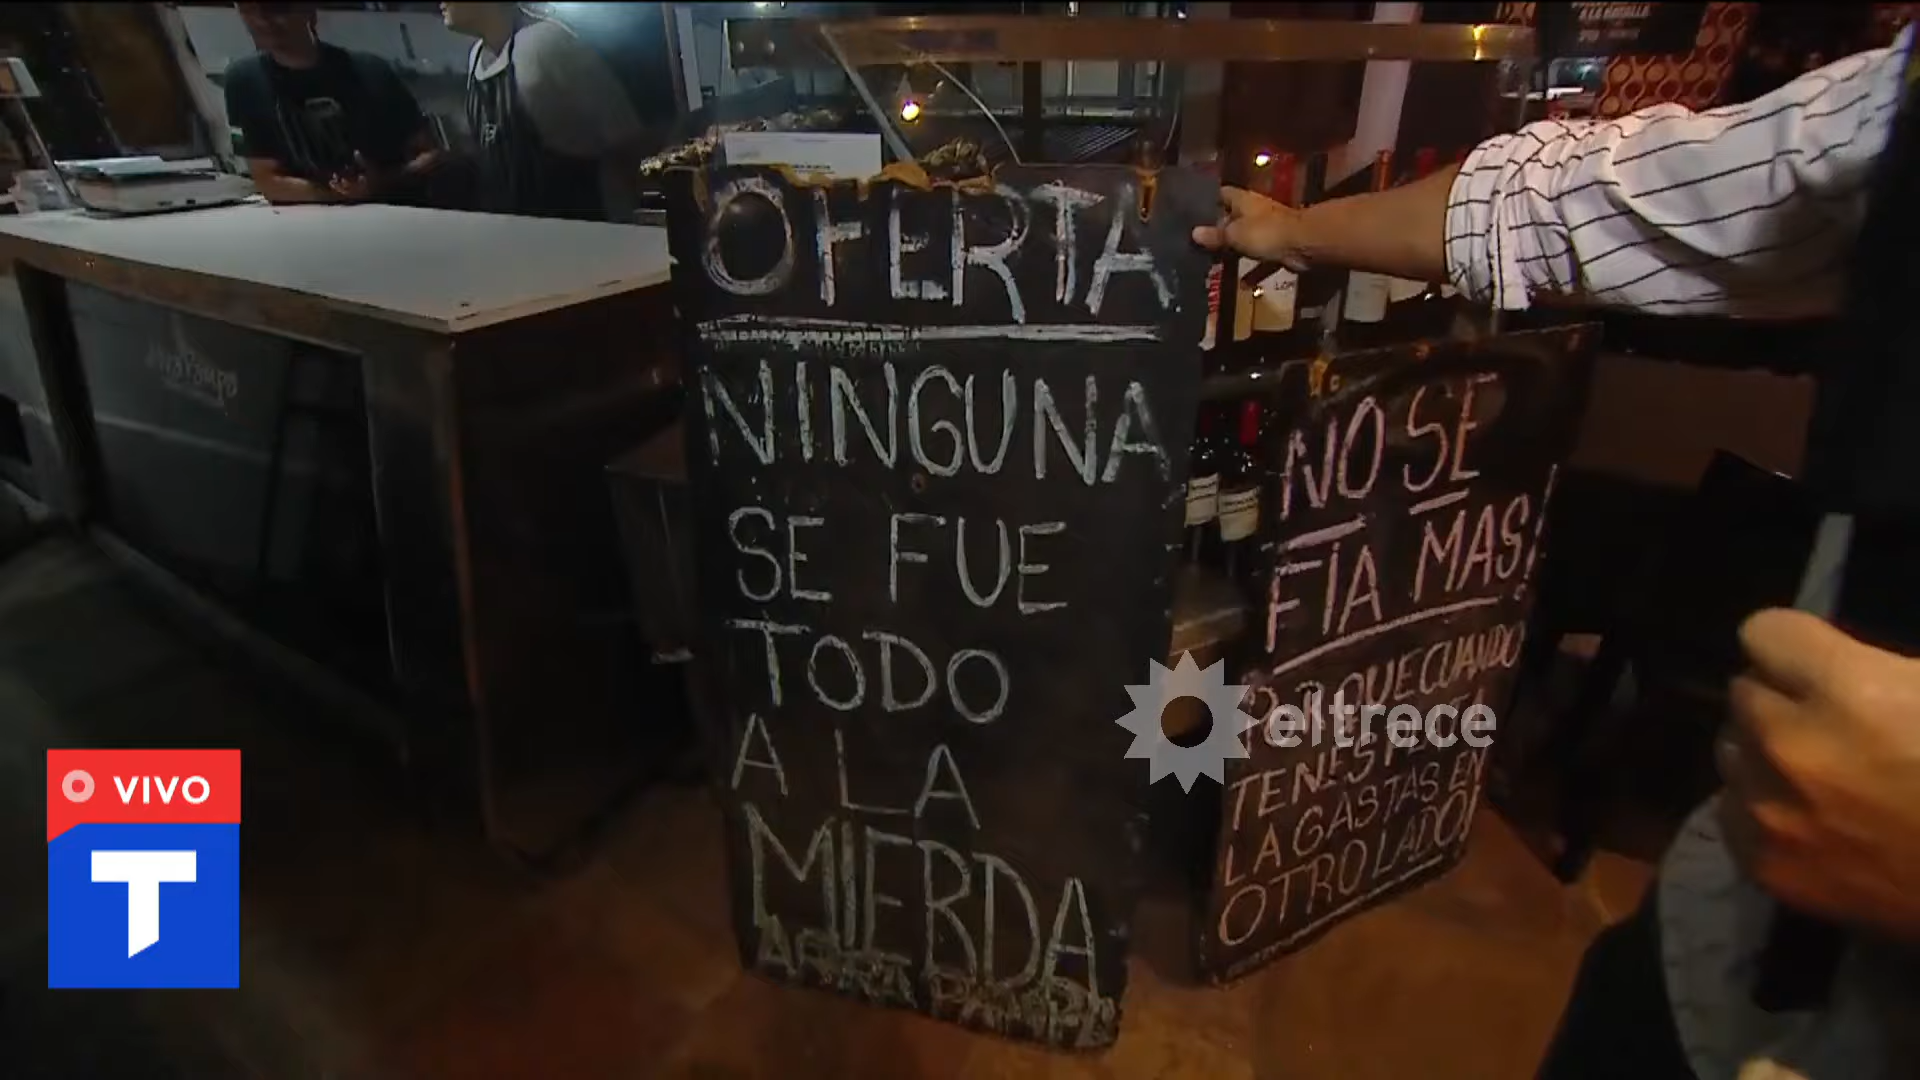 OFERTA
NINGUNA
SE FUE
TODO
A LA
MIERDA
NO SE
FIA MAS!
PORQUE CUANDO
TENES PLATA
LA GASTAS EN
OTRO LADO!
eltrece
VIVO
T